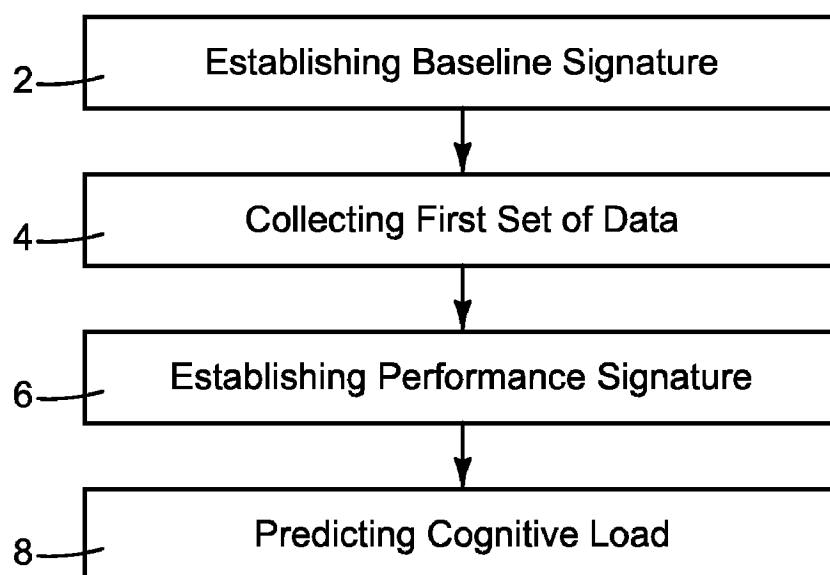 2 Establishing Baseline Signature
4 Collecting First Set of Data
6 Establishing Performance Signature
8 Predicting Cognitive Load